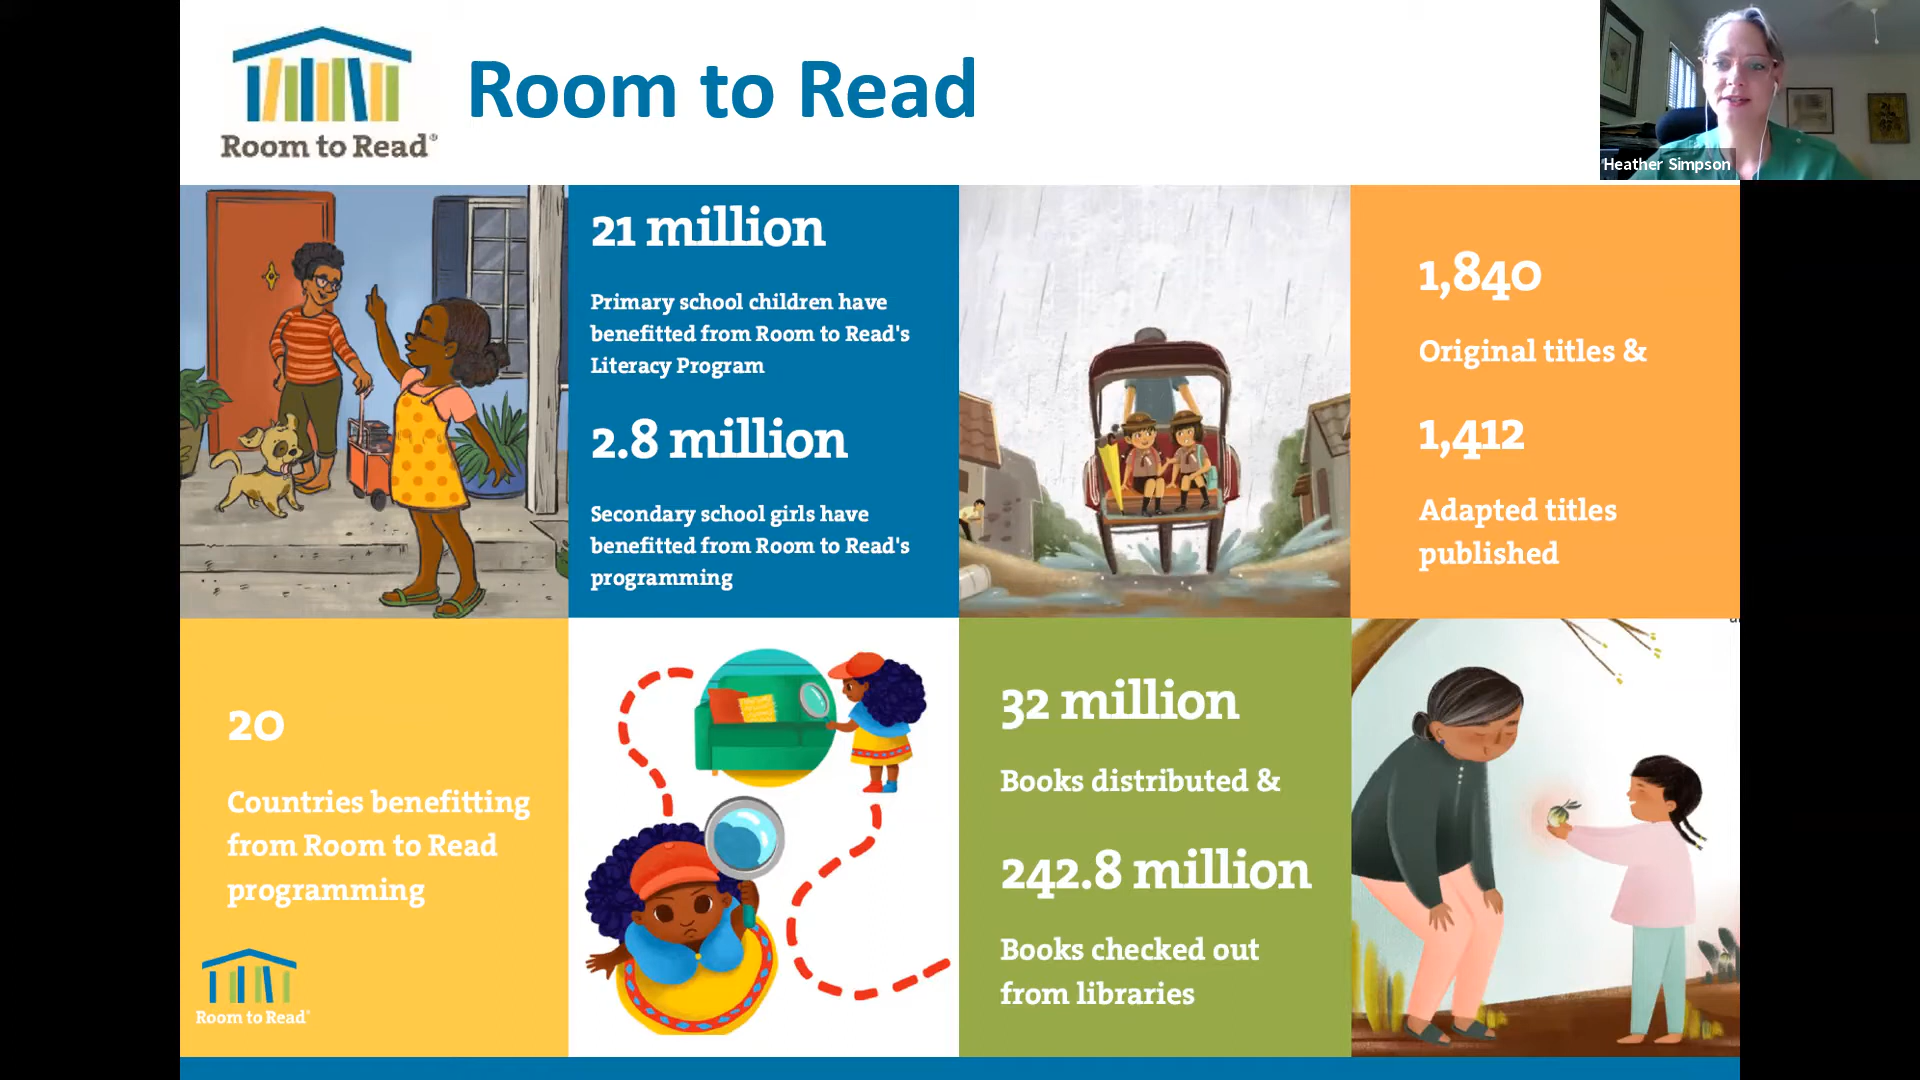 Room to Read®
Room to Read
Heather Simpson
21 million
Primary school children have
benefitted from Room to Read's
Literacy Program
2.8 million
Secondary school girls have
benefitted from Room to Read's
programming
1,840
Original titles &
1,412
Adapted titles
published
20
Countries benefitting
from Room to Read
programming
Room to Read®
32 million
Books distributed &
242.8 million
Books checked out
from libraries